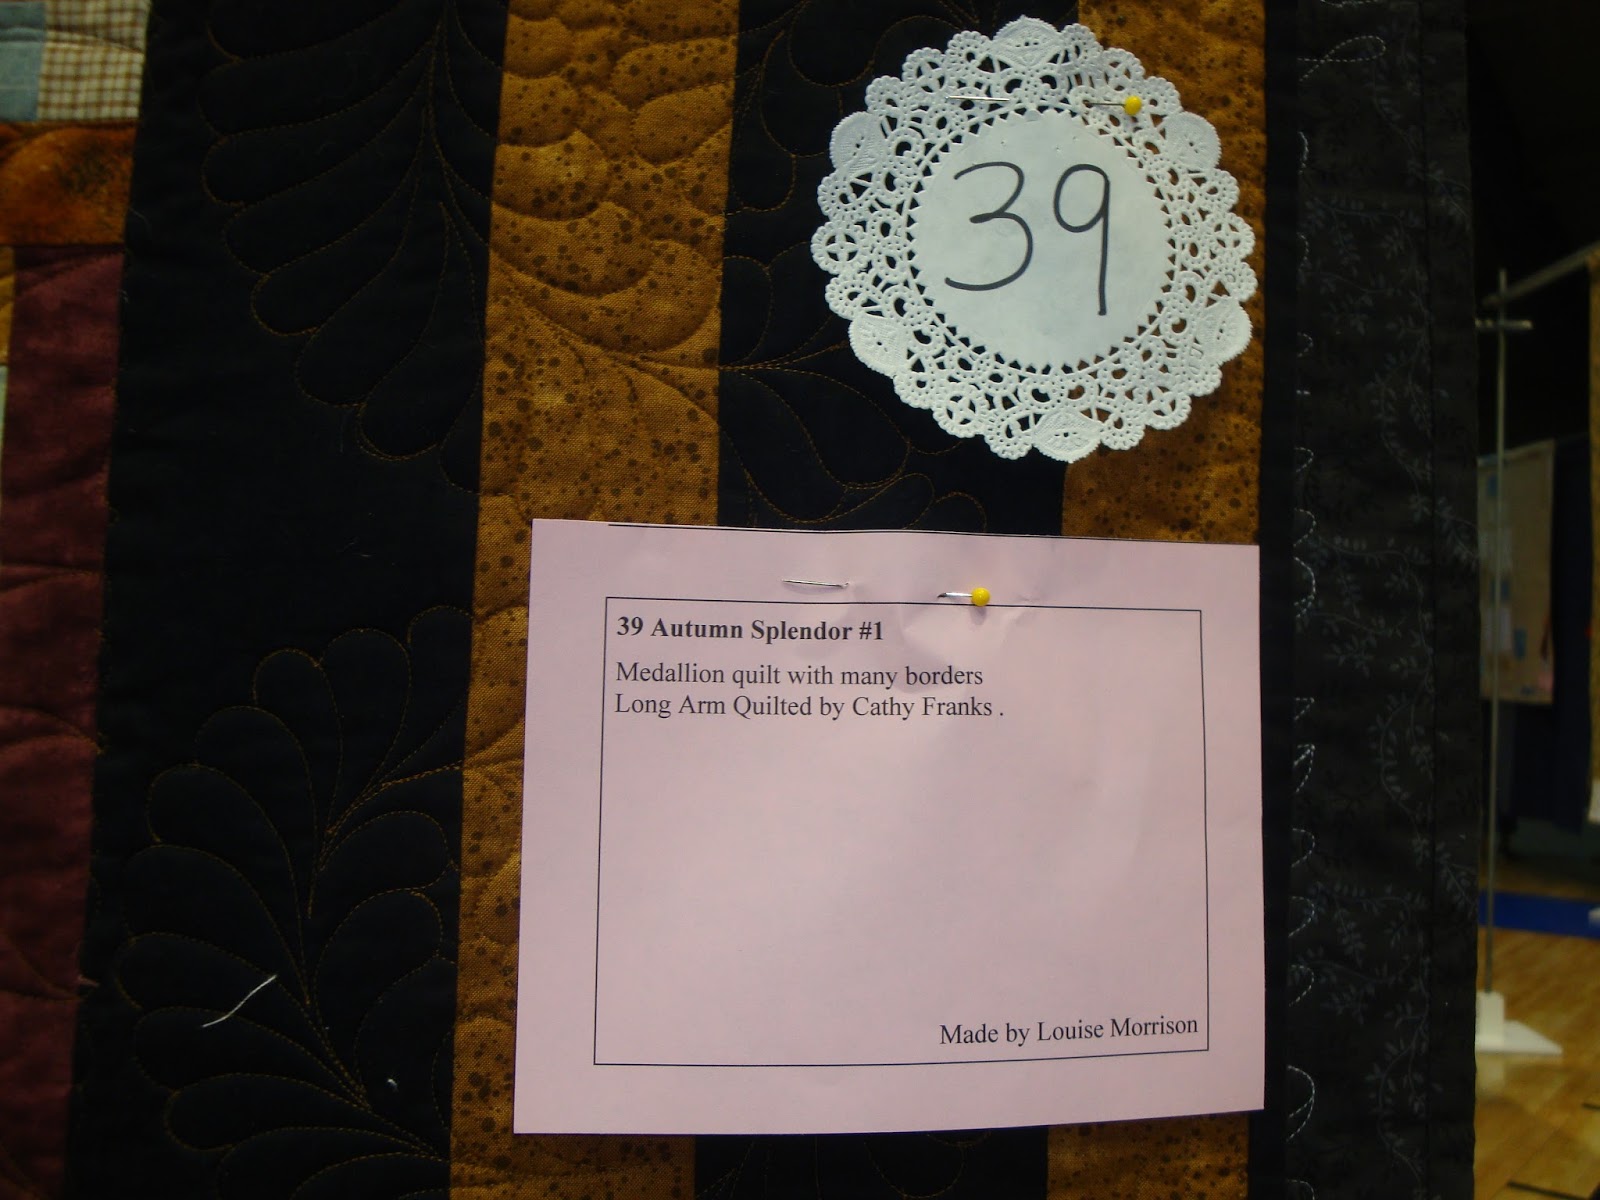 39
39 Autumn Splendor #1
Medallion quilt with many borders
Long Arm Quilted by Cathy Franks .
Made by Louise Morrison